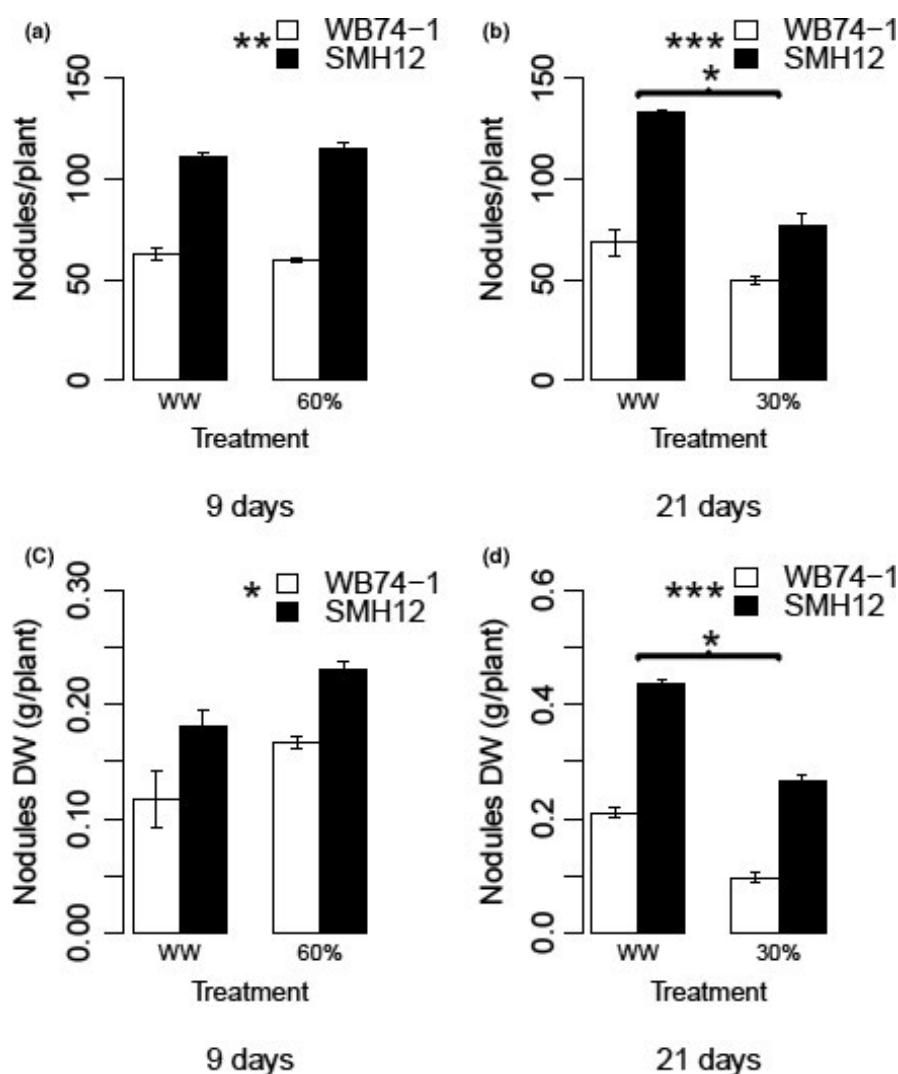 (a)
** WB74−1
SMH12
Nodules/plant
150
100
50
0
WW 60%
Treatment
9 days
(b)
*** WB74−1
SMH12
*
Nodules/plant
150
100
50
0
WW 30%
Treatment
21 days
(C)
* WB74−1
SMH12
Nodules DW (g/plant)
0.30
0.20
0.10
0.00
WW 60%
Treatment
9 days
(d)
*** WB74−1
SMH12
*
Nodules DW (g/plant)
0.6
0.4
0.2
0.0
WW 30%
Treatment
21 days